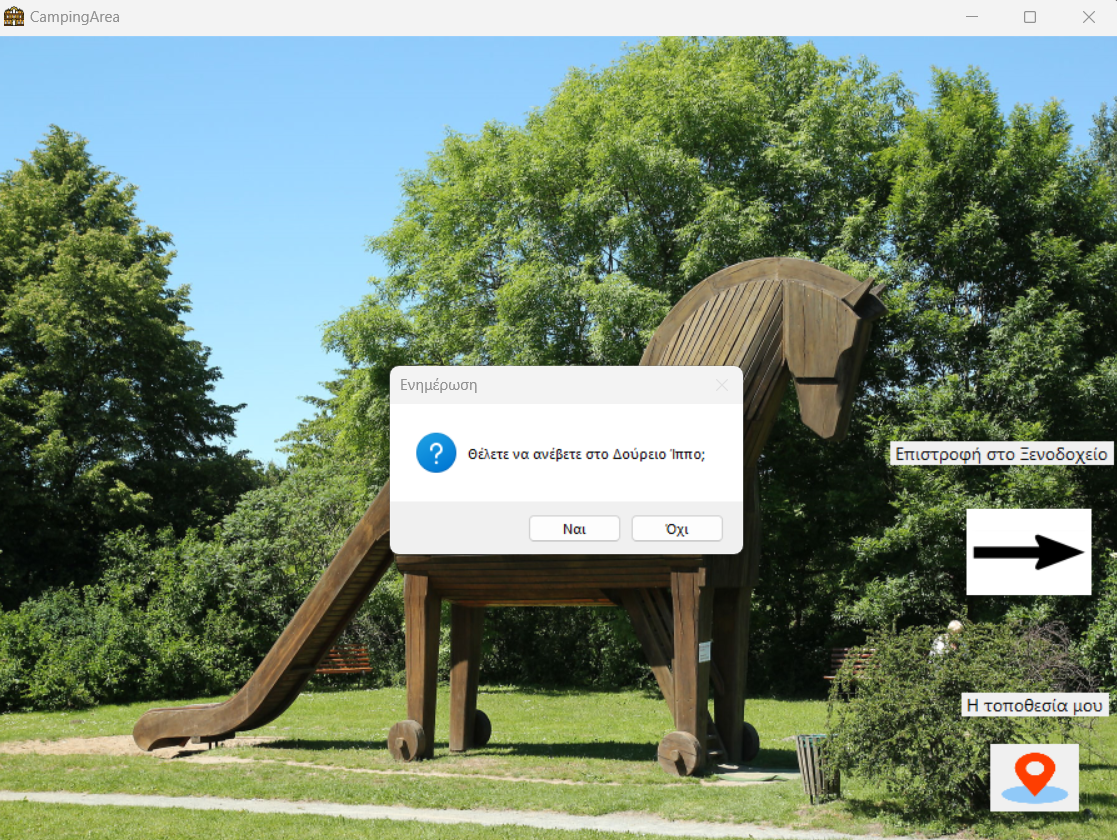 CampingArea
Ενημέρωση
Θέλετε να ανέβετε στο Δούρειο Ίππο;
Ναι
Όχι
Επιστροφή στο Ξενοδοχείο
Η τοποθεσία μου